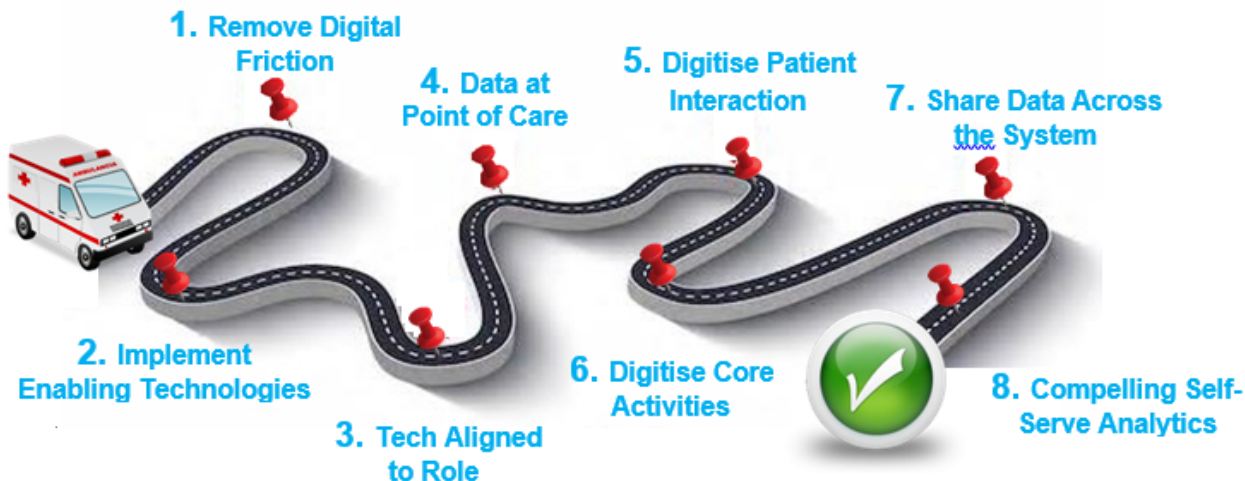 1. Remove Digital
Friction
2. Implement
Enabling Technologies
3. Tech Aligned
to Role
4. Data at
Point of Care
5. Digitise Patient
Interaction
6. Digitise Core
Activities
7. Share Data Across
the System
8. Compelling Self-
Serve Analytics
AMBULANCIA